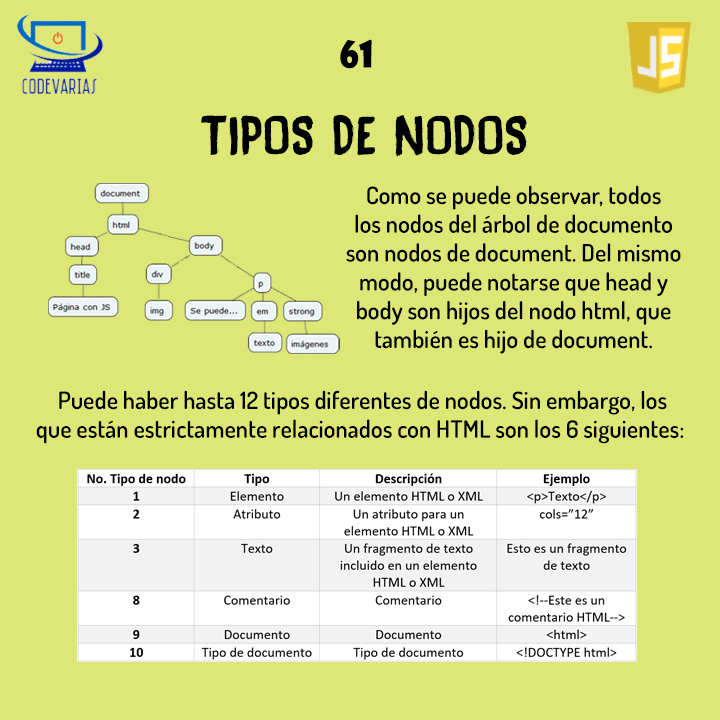 CODEVARIAS
61
JS
TIPOS DE NODOS
document
html
head
body
title
div
p
Página con JS
img
Se puede...
em
strong
texto
imágenes
Como se puede observar, todos
los nodos del árbol de documento
son nodos de document. Del mismo
modo, puede notarse que head y
body son hijos del nodo html, que
también es hijo de document.
Puede haber hasta 12 tipos diferentes de nodos. Sin embargo, los
que están estrictamente relacionados con HTML son los 6 siguientes:
No. Tipo de nodo Tipo Descripción Ejemplo
1 Elemento Un elemento HTML o XML <p>Texto</p>
2 Atributo Un atributo para un cols="12"
elemento HTML o XML
3 Texto Un fragmento de texto Esto es un fragmento
incluido en un elemento de texto
HTML o XML
8 Comentario Comentario <!--Este es un
comentario HTML-->
9 Documento Documento <html>
10 Tipo de documento Tipo de documento <!DOCTYPE html>